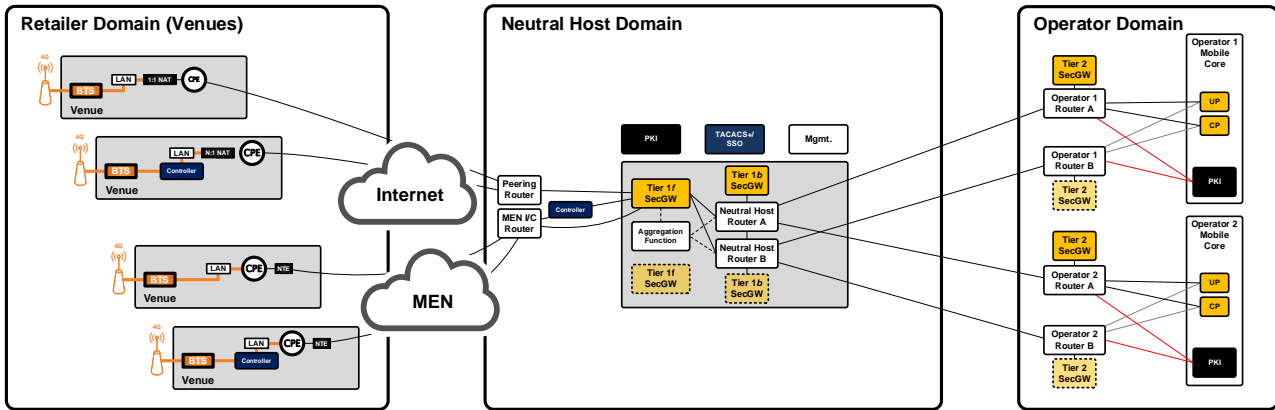 Retailer Domain (Venues)
4G
BTS
LAN
1:1 NAT
CPE
Venue
4G
BTS
LAN
N:1 NAT
CPE
Controller
Venue
4G
BTS
LAN
CPE
NTE
Venue
4G
BTS
LAN
CPE
NTE
Controller
Venue
Internet
MEN
Neutral Host Domain
Peering
Router
MEN I/C
Router
Controller
PKI
TACACS+/
SSO
Mgmt.
Tier 1f
SecGW
Tier 1b
SecGW
Aggregation
Function
Neutral Host
Router A
Neutral Host
Router B
Tier 1f
SecGW
Tier 1b
SecGW
Operator Domain
Tier 2
SecGW
Operator 1
Router A
Operator 1
Router B
Tier 2
SecGW
Operator 1
Mobile
Core
UP
CP
PKI
Tier 2
SecGW
Operator 2
Router A
Operator 2
Router B
Tier 2
SecGW
Operator 2
Mobile
Core
UP
CP
PKI